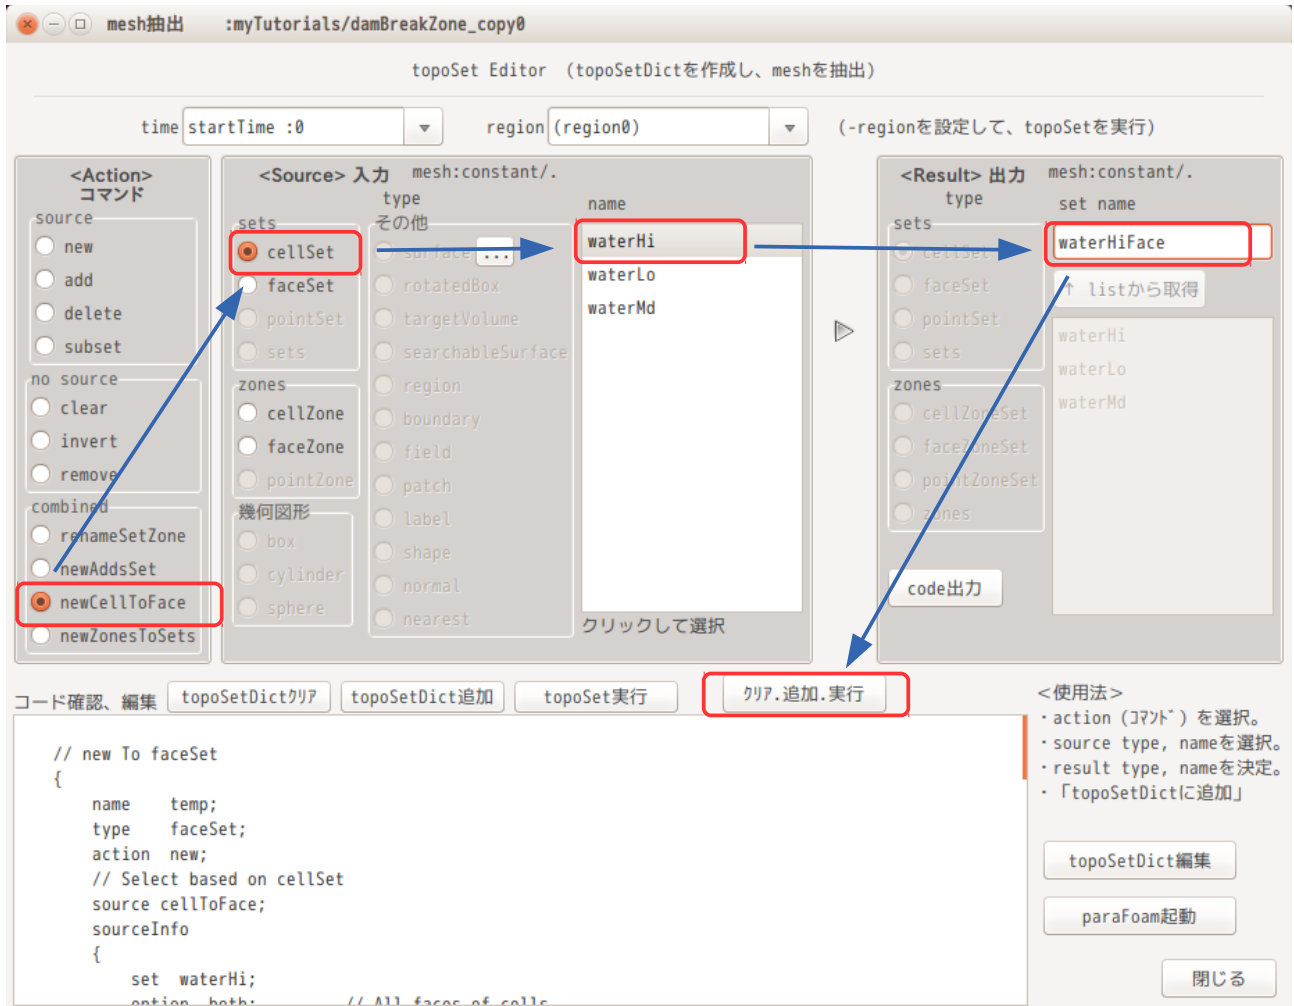 mesh抽出 :myTutorials/damBreakZone_copy0
topoSet Editor (topoSetDictを作成し、meshを抽出)
time startTime :0 region (region0) (-regionを設定して、topoSetを実行)
<Action>
コマンド
source
new
add
delete
subset
no source
clear
invert
remove
combined
renameSetZone
newAddsSet
newCellToFace
newZonesToSets
<Source> 入力 mesh:constant/.
type
sets
cellSet
faceSet
pointSet
sets
zones
cellZone
faceZone
pointZone
幾何図形
box
cylinder
sphere
その他
surface ...
rotatedBox
targetVolume
searchableSurface
region
boundary
field
patch
label
shape
normal
nearest
name
waterHi
waterLo
waterMd
クリックして選択
<Result> 出力 mesh:constant/.
type
sets
cellSet
faceSet
pointSet
sets
zones
cellZoneSet
faceZoneSet
pointZoneSet
zones
code出力
set name
waterHiFace
↑ listから取得
waterHi
waterLo
waterMd
コード確認、編集 topoSetDictｸﾘｱ topoSetDict追加 topoSet実行 ｸﾘｱ.追加.実行
// new To faceSet
{
name temp;
type faceSet;
action new;
// Select based on cellSet
source cellToFace;
sourceInfo
{
set waterHi;
option both; // All faces of cells
<使用法>
・action (ｺﾏﾝﾄﾞ) を選択。
・source type, nameを選択。
・result type, nameを決定。
・「topoSetDictに追加」
topoSetDict編集
paraFoam起動
閉じる